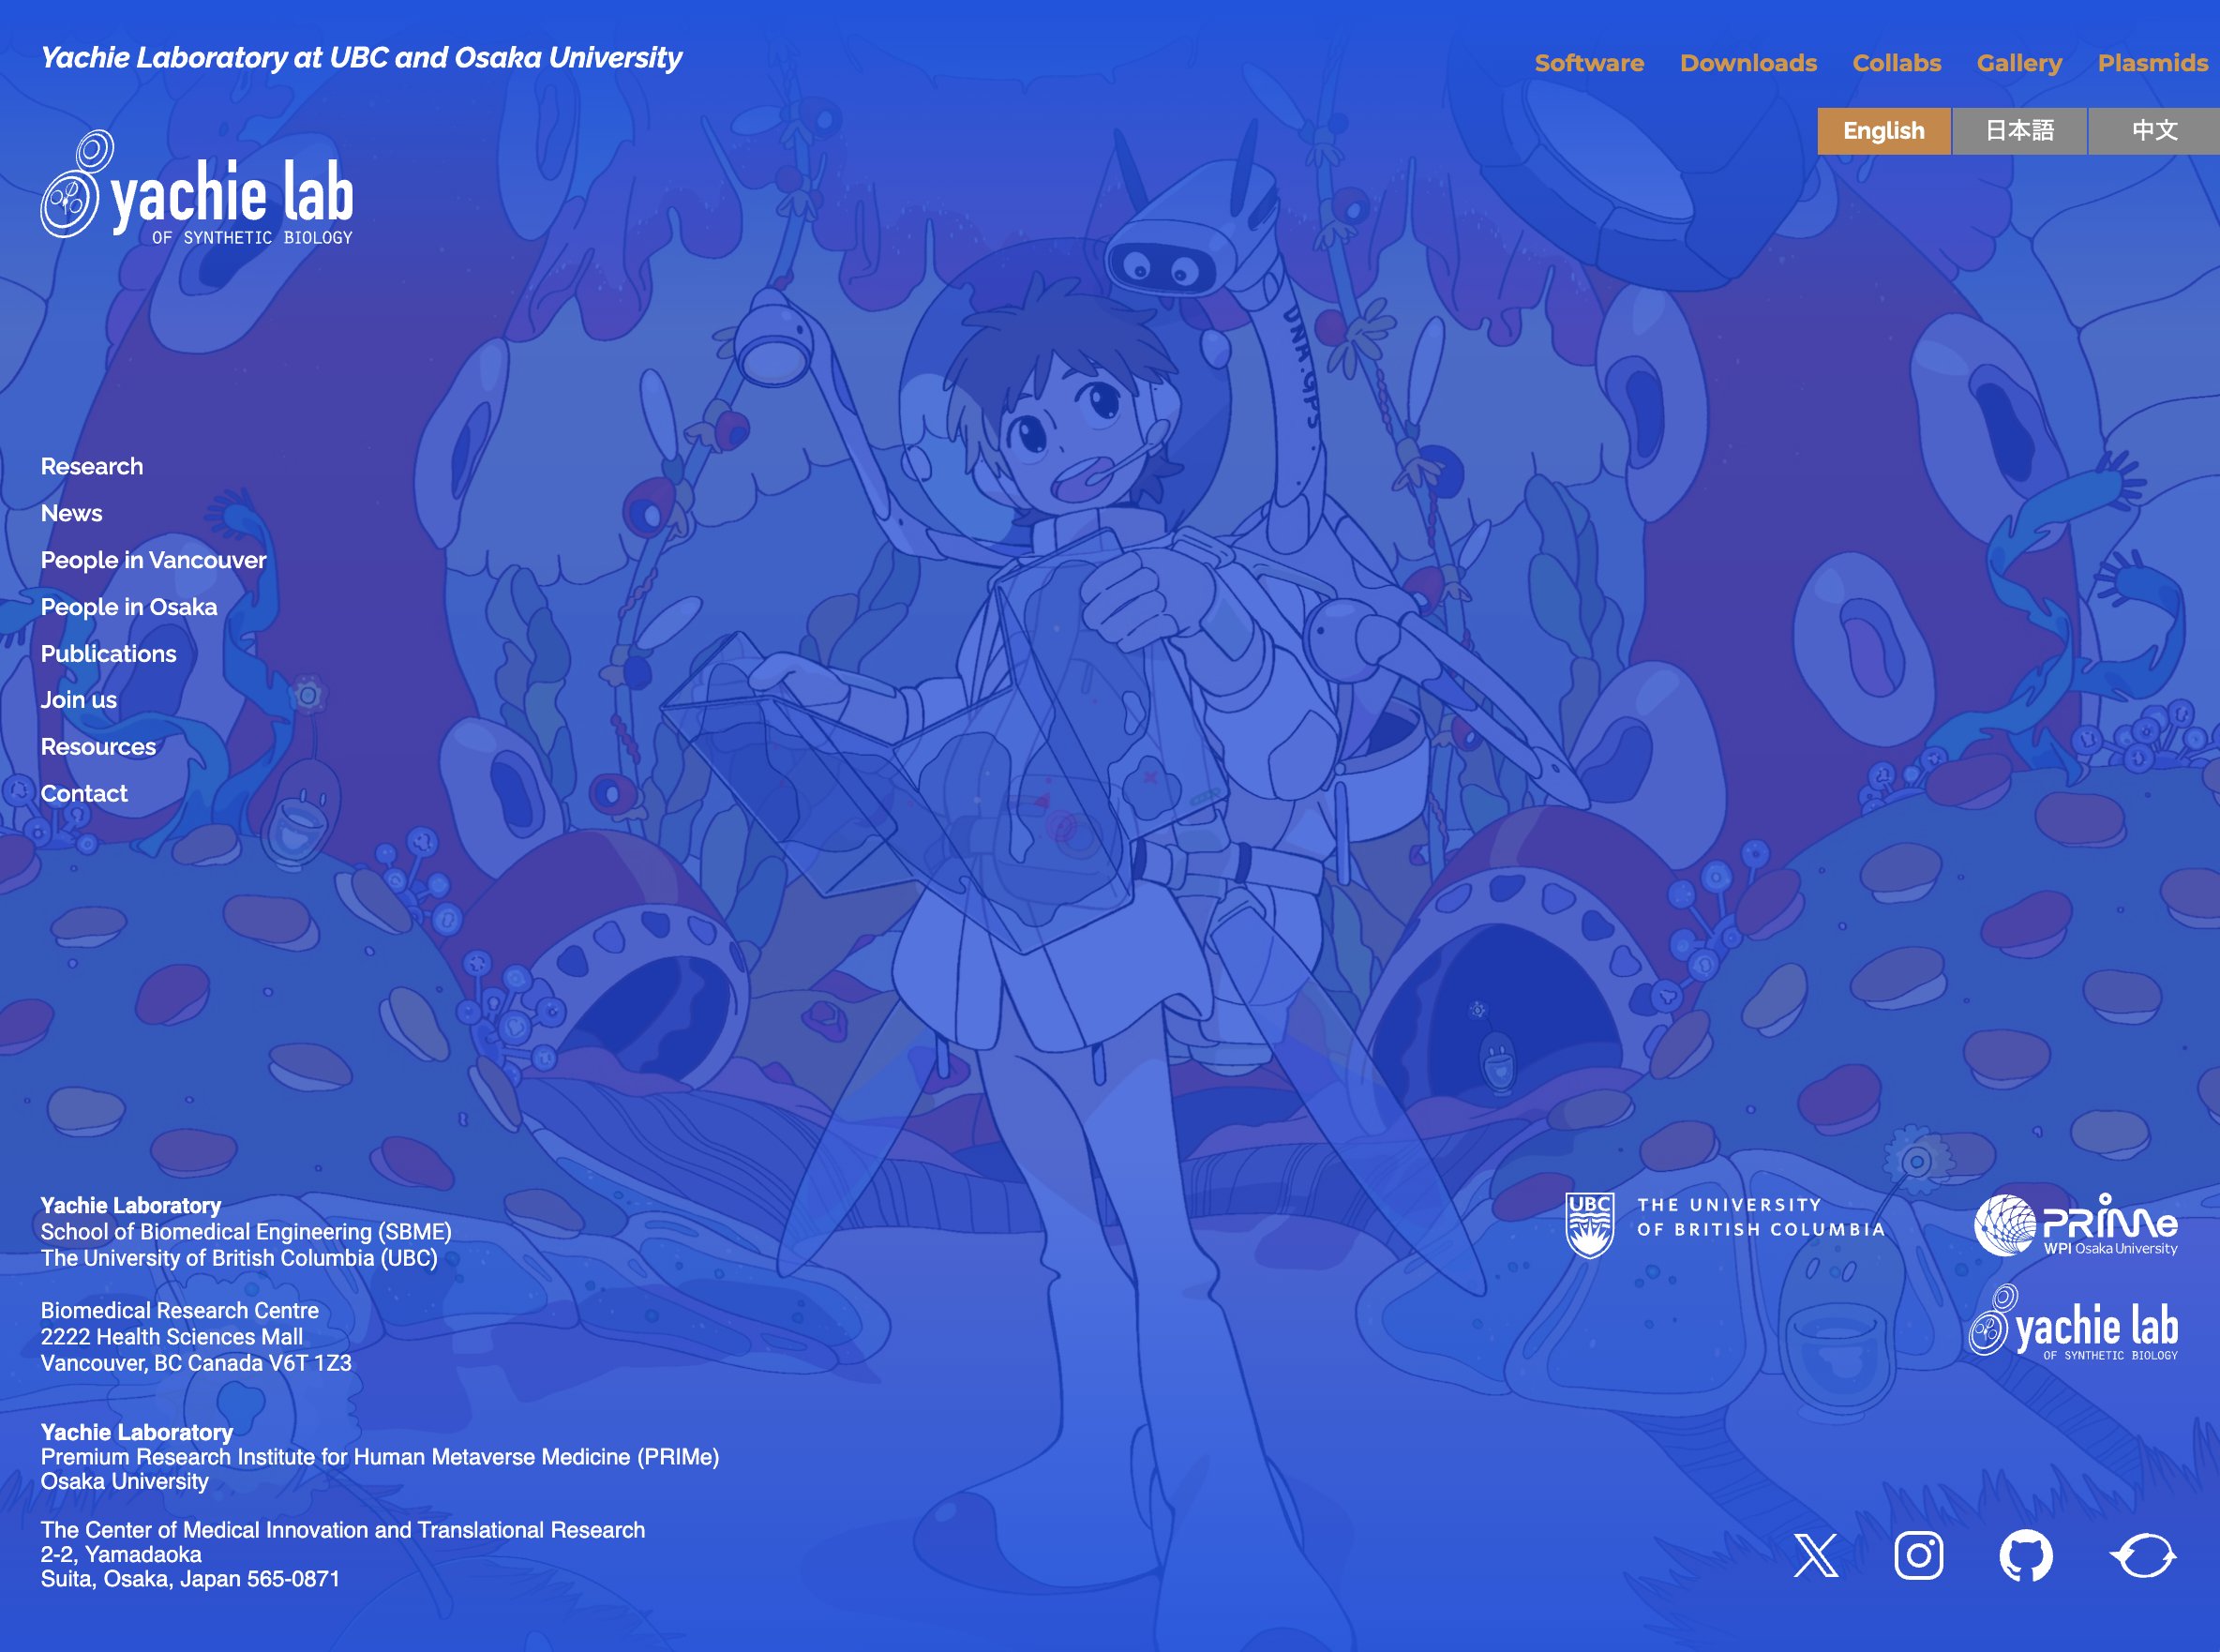 Yachie Laboratory at UBC and Osaka University
Software Downloads Collabs Gallery Plasmids
English 日本語 中文
yachie lab
OF SYNTHETIC BIOLOGY
DNA.GPS
Research
News
People in Vancouver
People in Osaka
Publications
Join us
Resources
Contact
Yachie Laboratory
School of Biomedical Engineering (SBME)
The University of British Columbia (UBC)
Biomedical Research Centre
2222 Health Sciences Mall
Vancouver, BC Canada V6T 1Z3
Yachie Laboratory
Premium Research Institute for Human Metaverse Medicine (PRIMe)
Osaka University
The Center of Medical Innovation and Translational Research
2-2, Yamadaoka
Suita, Osaka, Japan 565-0871
UBC
THE UNIVERSITY
OF BRITISH COLUMBIA
PRiMe
WPI Osaka University
yachie lab
OF SYNTHETIC BIOLOGY